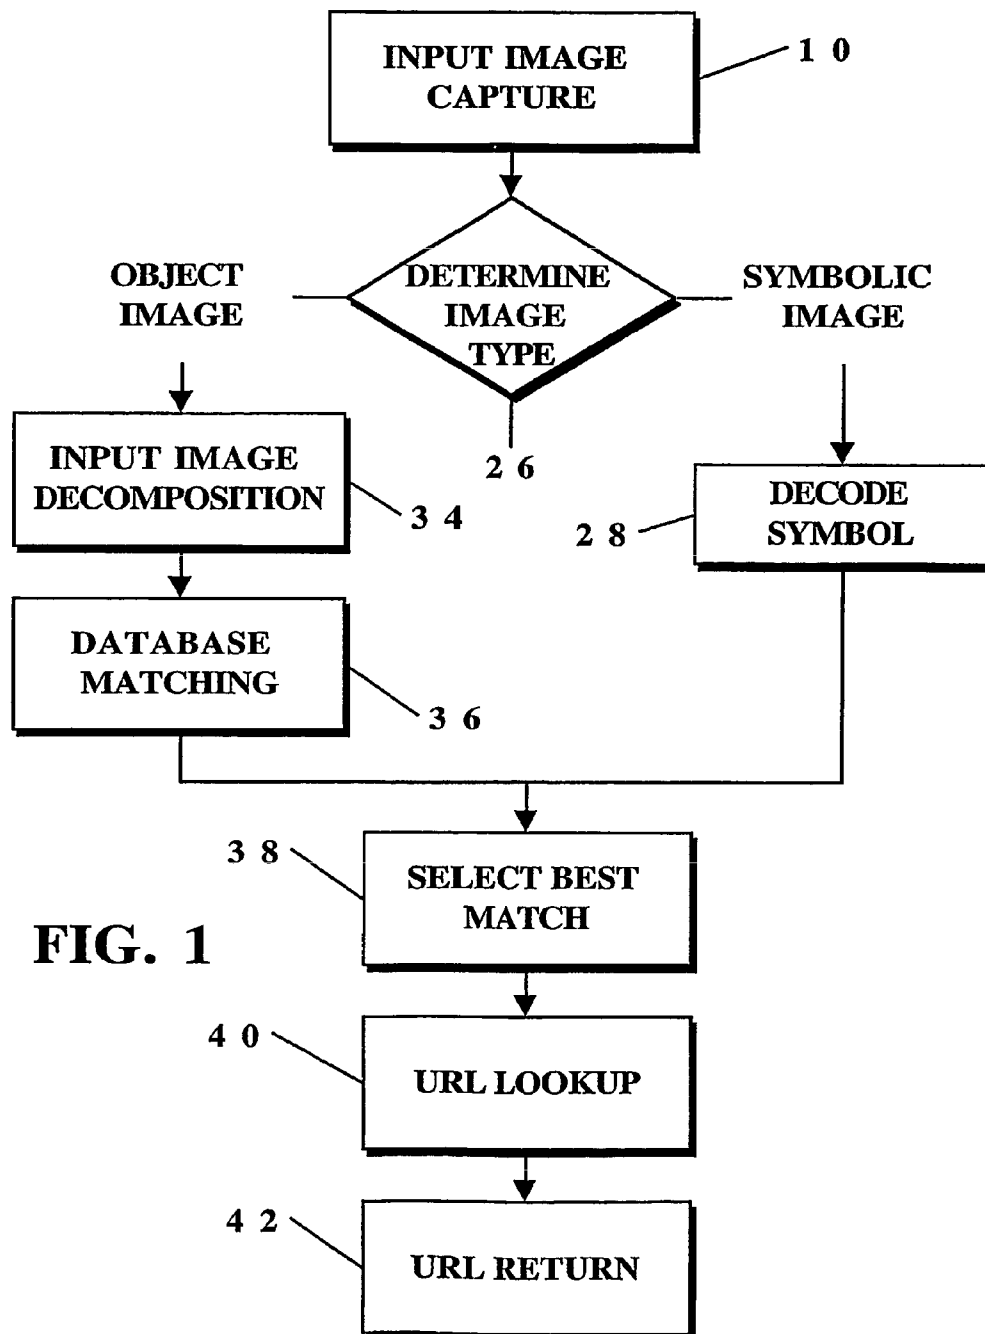 INPUT IMAGE
CAPTURE
1 0
OBJECT
IMAGE
DETERMINE
IMAGE
TYPE
SYMBOLIC
IMAGE
2 6
INPUT IMAGE
DECOMPOSITION
3 4
2 8
DECODE
SYMBOL
DATABASE
MATCHING
3 6
3 8
SELECT BEST
MATCH
FIG. 1
4 0
URL LOOKUP
4 2
URL RETURN